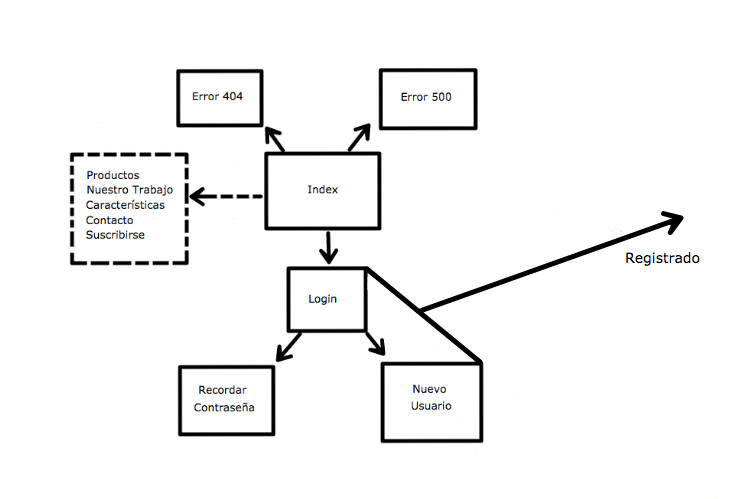 Error 404
Error 500
Productos
Nuestro Trabajo
Características
Contacto
Suscribirse
Index
Registrado
Login
Recordar
Contraseña
Nuevo
Usuario